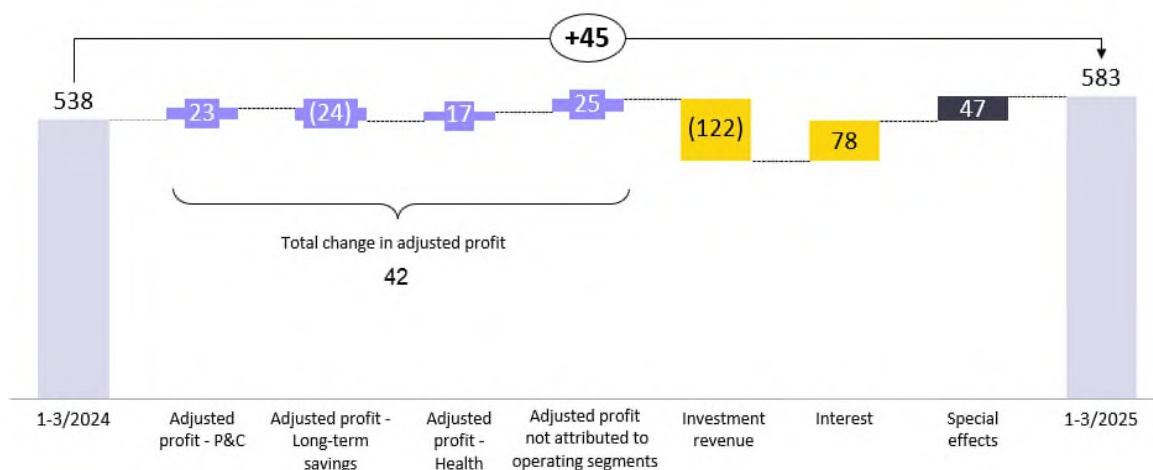 +45
538
583
23
(24)
17
25
(122)
78
47
Total change in adjusted profit
42
1-3/2024
Adjusted
profit - P&C
Adjusted profit -
Long-term
savings
Adjusted
profit -
Health
Adjusted profit
not attributed to
operating segments
Investment
revenue
Interest
Special
effects
1-3/2025